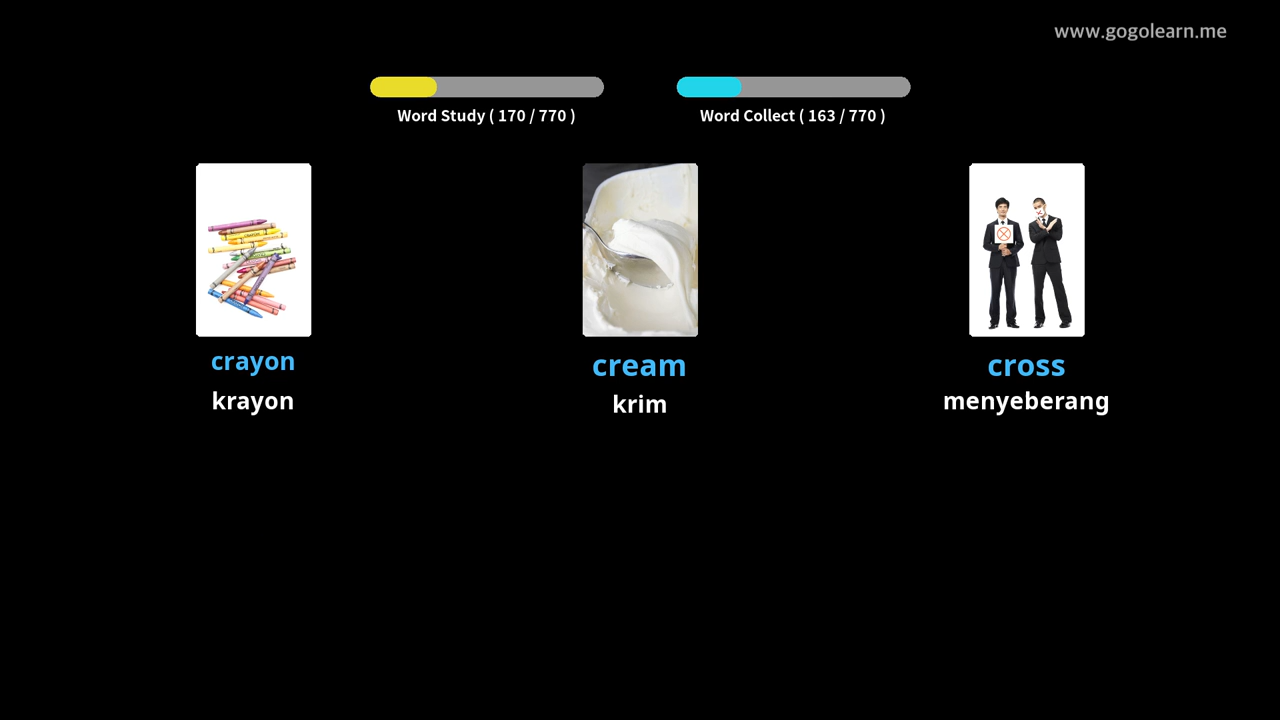 www.gogolearn.me
Word Study ( 170 / 770 )
Word Collect ( 163 / 770 )
crayon
krayon
cream
krim
cross
menyeberang